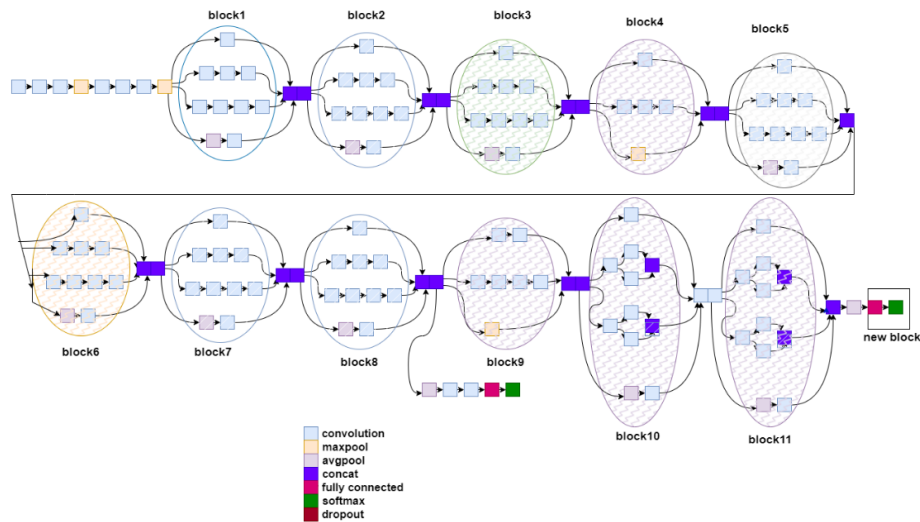 block1
block2
block3
block4
block5
block6
block7
block8
block9
block10
block11
new block
convolution
maxpool
avgpool
concat
fully connected
softmax
dropout